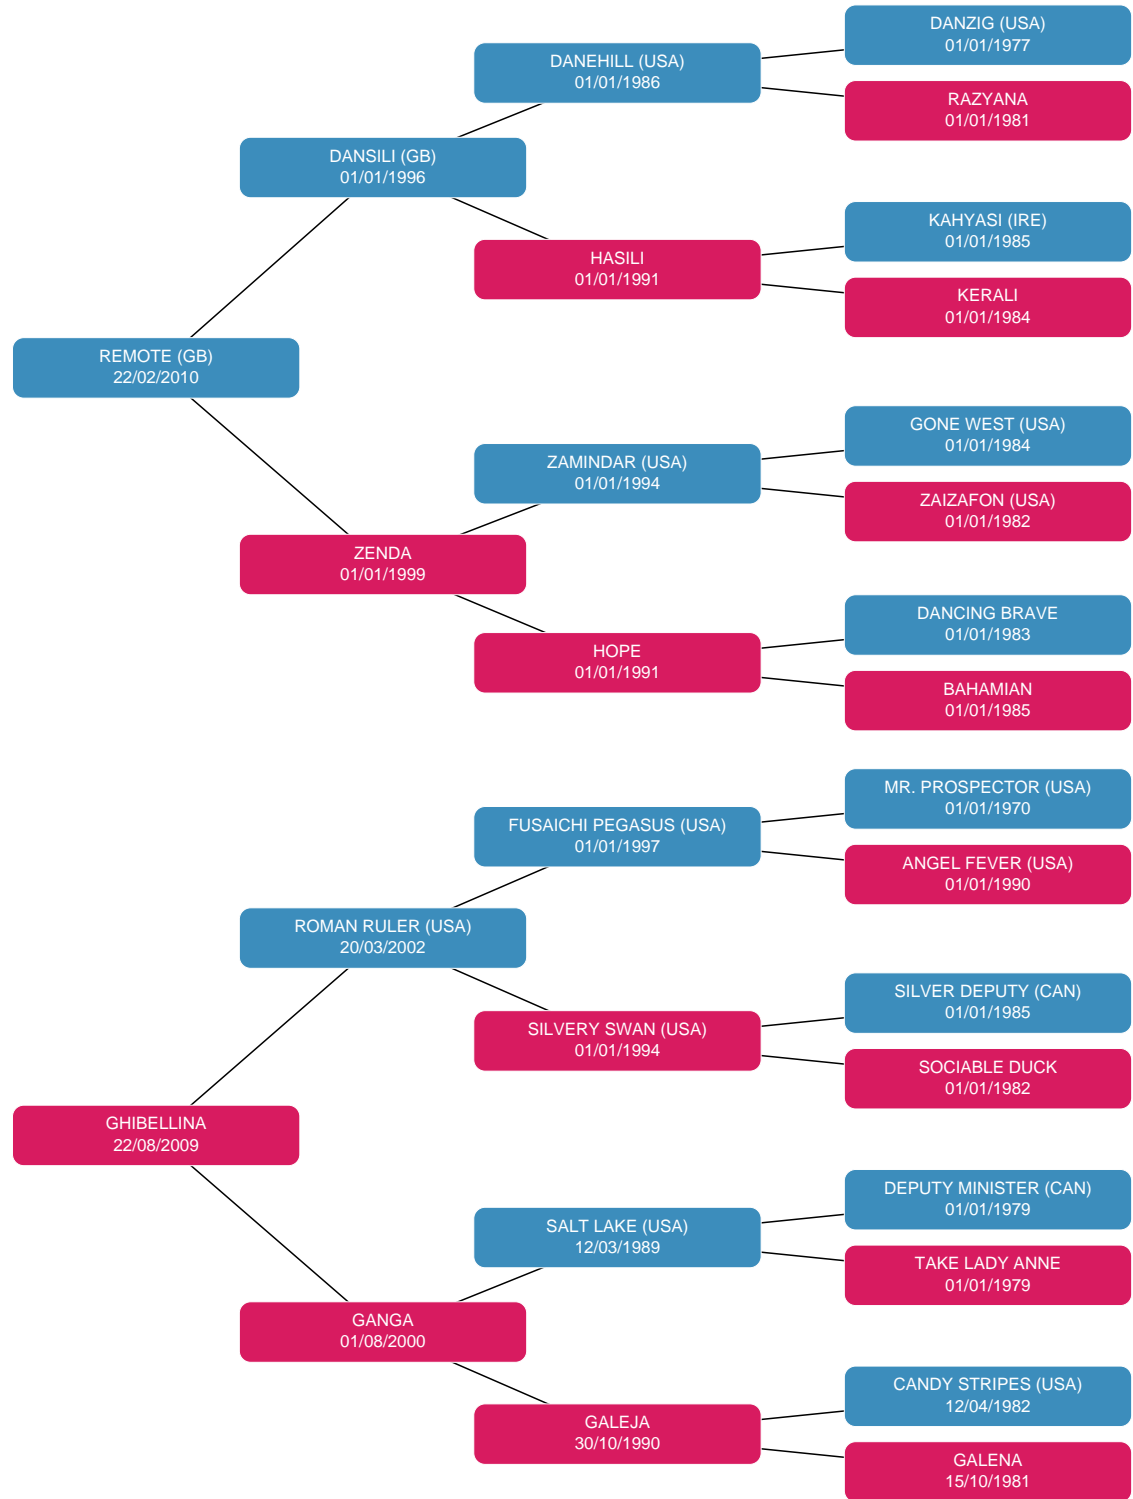 DANZIG (USA)
01/01/1977
DANEHILL (USA)
01/01/1986
RAZYANA
01/01/1981
DANSILI (GB)
01/01/1996
KAHYASI (IRE)
01/01/1985
HASILI
01/01/1991
KERALI
01/01/1984
REMOTE (GB)
22/02/2010
GONE WEST (USA)
01/01/1984
ZAMINDAR (USA)
01/01/1994
ZAIZAFON (USA)
01/01/1982
ZENDA
01/01/1999
DANCING BRAVE
01/01/1983
HOPE
01/01/1991
BAHAMIAN
01/01/1985
MR. PROSPECTOR (USA)
01/01/1970
FUSAICHI PEGASUS (USA)
01/01/1997
ANGEL FEVER (USA)
01/01/1990
ROMAN RULER (USA)
20/03/2002
SILVER DEPUTY (CAN)
01/01/1985
SILVERY SWAN (USA)
01/01/1994
SOCIABLE DUCK
01/01/1982
GHIBELLINA
22/08/2009
DEPUTY MINISTER (CAN)
01/01/1979
SALT LAKE (USA)
12/03/1989
TAKE LADY ANNE
01/01/1979
GANGA
01/08/2000
CANDY STRIPES (USA)
12/04/1982
GALEJA
30/10/1990
GALENA
15/10/1981